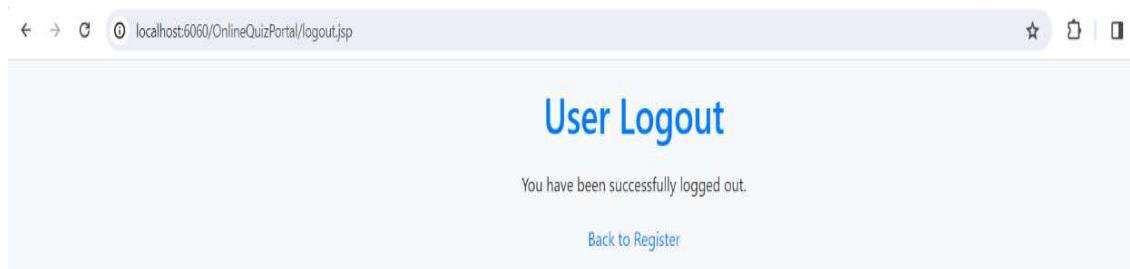 localhost:6060/OnlineQuizPortal/logout.jsp
User Logout
You have been successfully logged out.
Back to Register